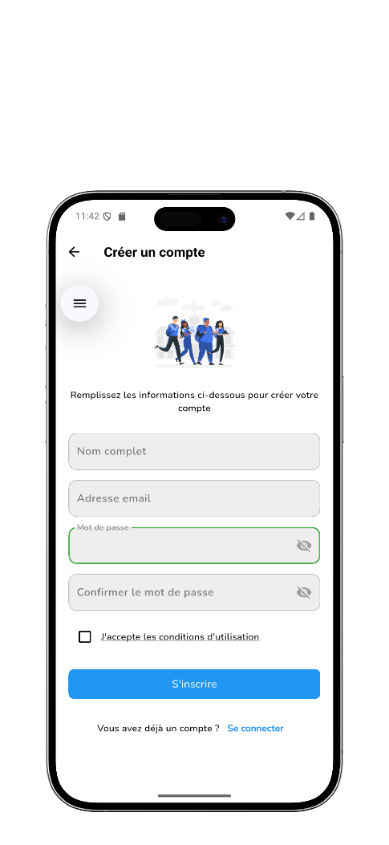 11:42
Créer un compte
Remplissez les informations ci-dessous pour créer votre
compte
Nom complet
Adresse email
Mot de passe
Confirmer le mot de passe
J'accepte les conditions d'utilisation
S'inscrire
Vous avez déjà un compte ? Se connecter